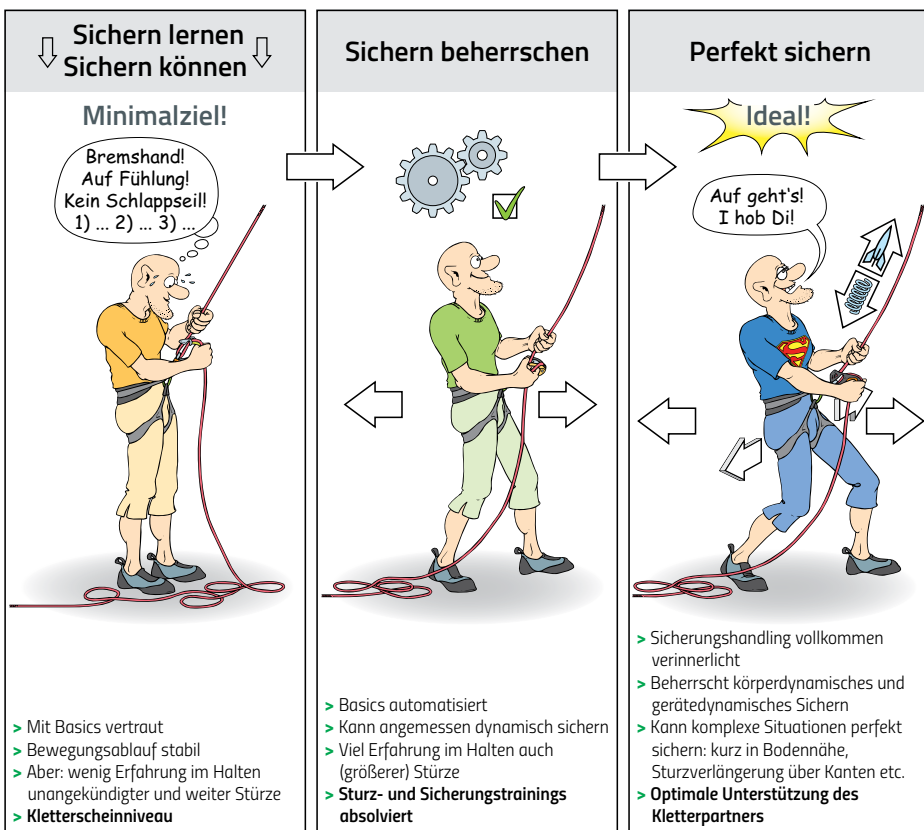 Sichern lernen
Sichern können
Minimalziel!
Bremshand!
Auf Fühlung!
Kein Schlappseil!
1) ... 2) ... 3) ...
> Mit Basics vertraut
> Bewegungsablauf stabil
> Aber: wenig Erfahrung im Halten
unangekündigter und weiter Stürze
> Kletterscheinniveau
Sichern beherrschen
> Basics automatisiert
> Kann angemessen dynamisch sichern
> Viel Erfahrung im Halten auch
(größerer) Stürze
> Sturz- und Sicherungstrainings
absolviert
Perfekt sichern
Ideal!
Auf geht's!
I hob Di!
S
> Sicherungshandling vollkommen
verinnerlicht
> Beherrscht körperdynamisches und
gerätedynamisches Sichern
> Kann komplexe Situationen perfekt
sichern: kurz in Bodennähe,
Sturzverlängerung über Kanten etc.
> Optimale Unterstützung des
Kletterpartners